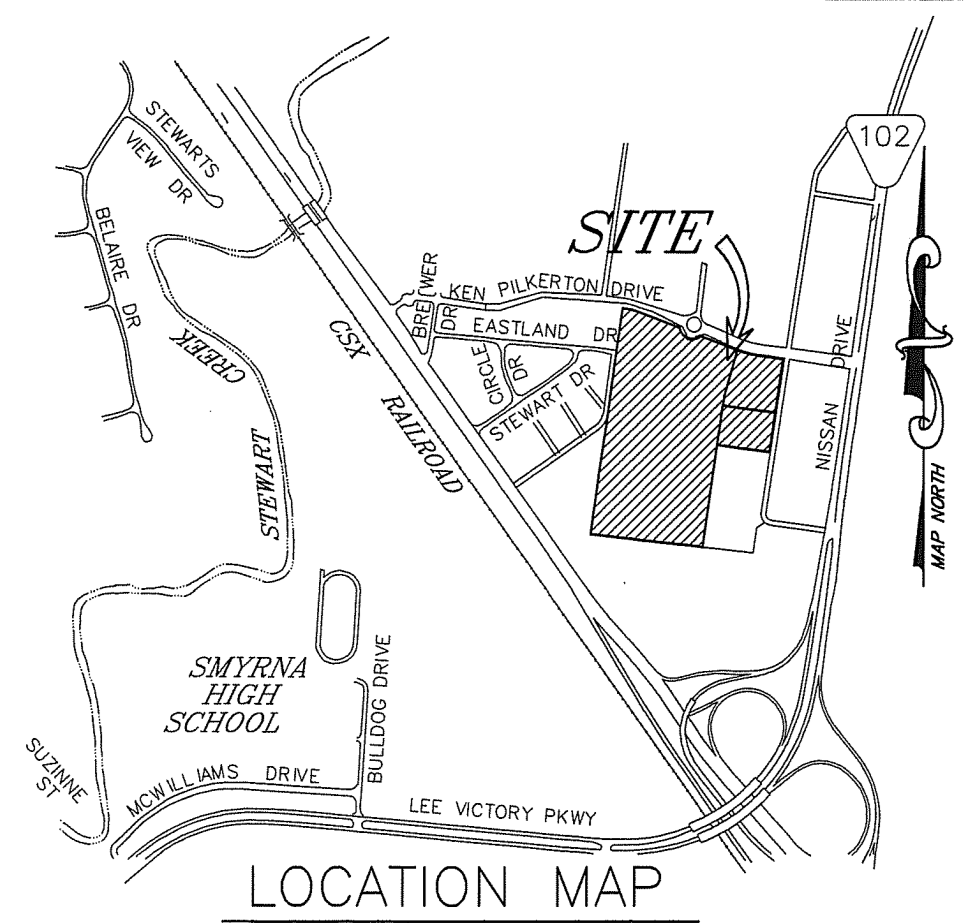 102
STEWARTS
VIEW DR
BELAIRE DR
SITE
BREWER
DR
KEN PILKERTON DRIVE
EASTLAND DR
CIRCLE
DR
STEWART DR
CREEK
STEWART
CSX RAILROAD
NISSAN DRIVE
MAP NORTH
SMYRNA
HIGH
SCHOOL
BULLDOG DRIVE
SUZINNE
ST
MCWILLIAMS DRIVE
LEE VICTORY PKWY
LOCATION MAP